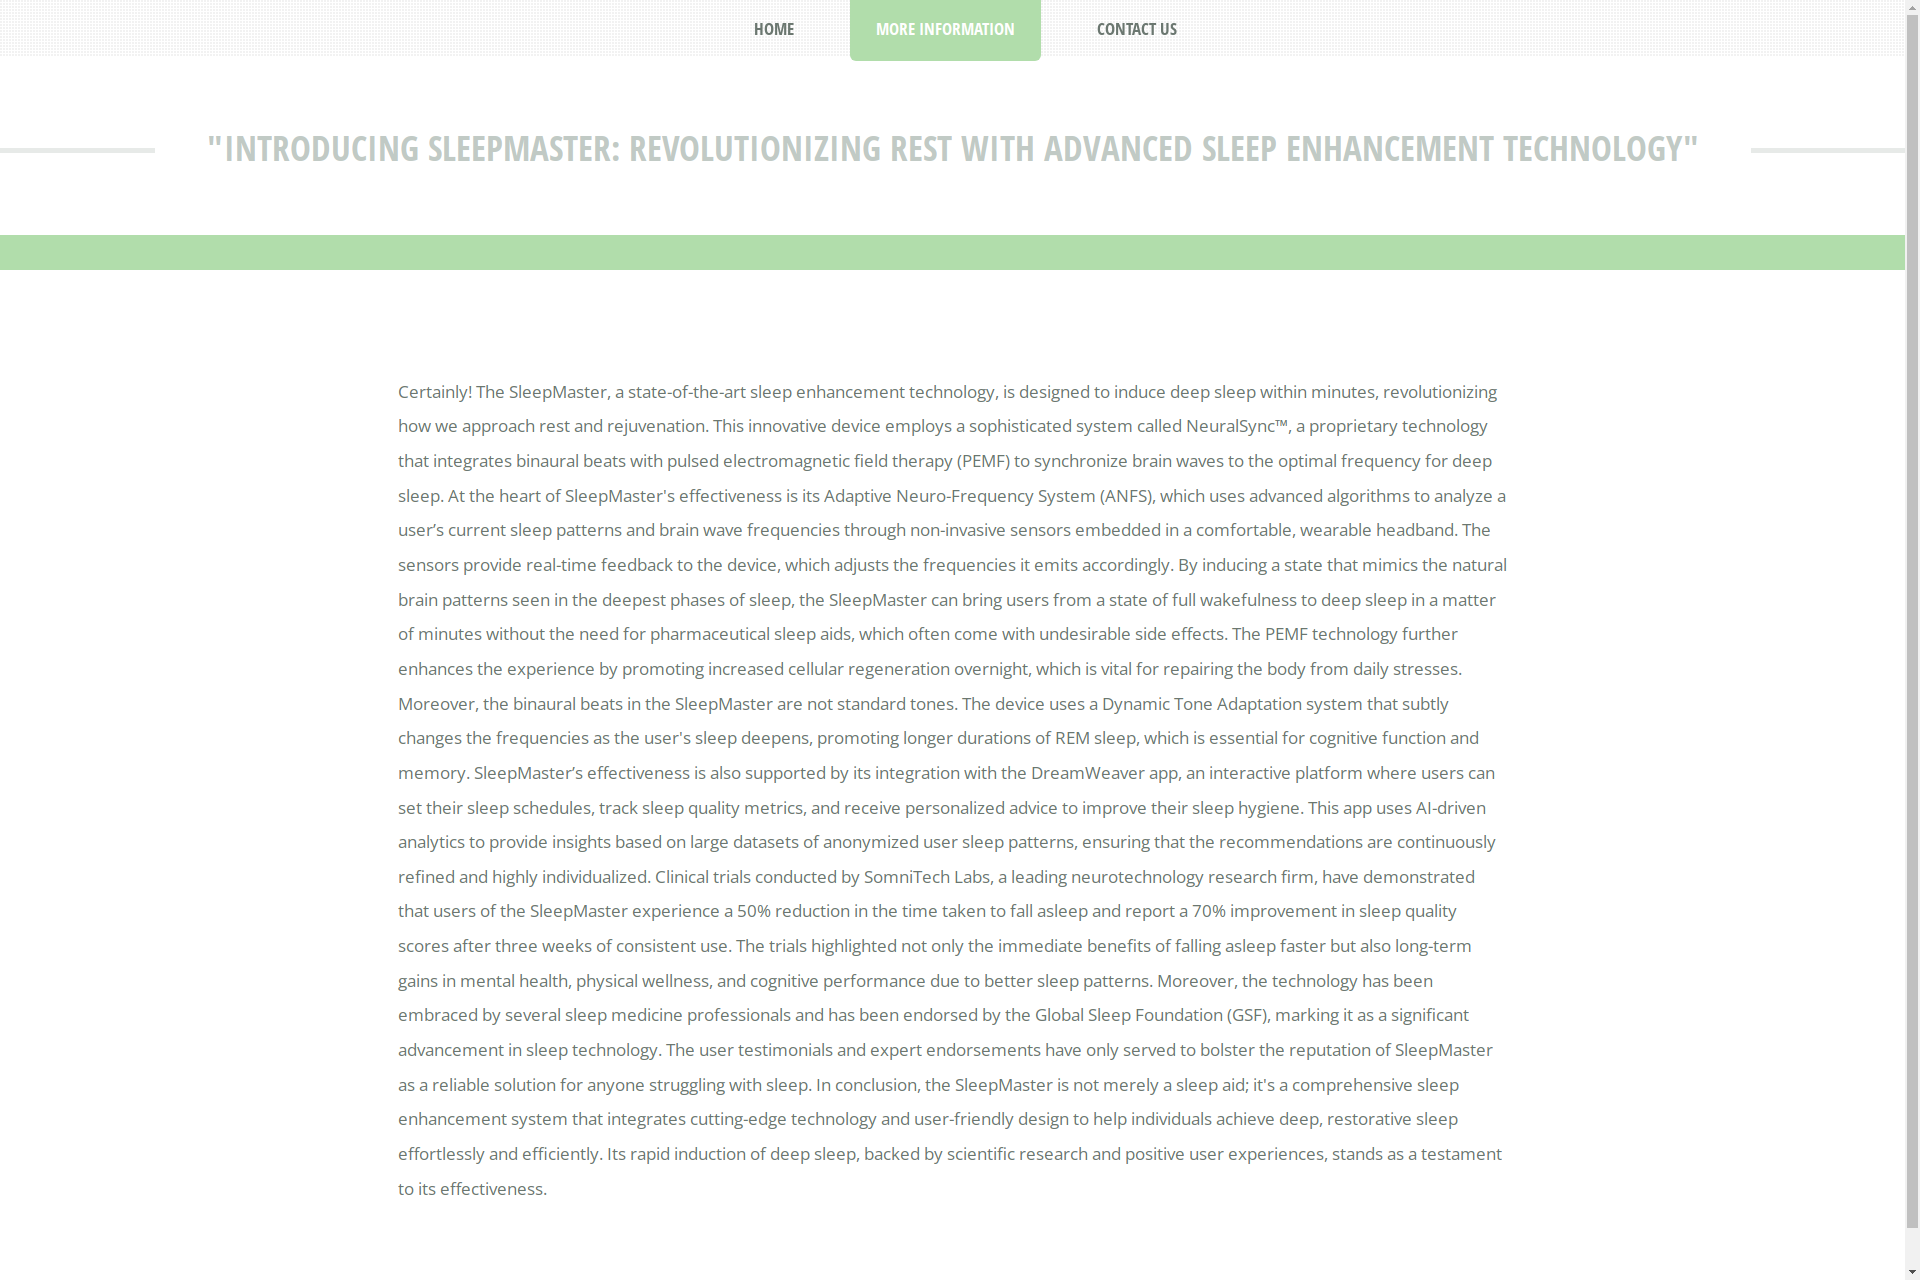 HOME
MORE INFORMATION
CONTACT US
"INTRODUCING SLEEPMASTER: REVOLUTIONIZING REST WITH ADVANCED SLEEP ENHANCEMENT TECHNOLOGY"
Certainly! The SleepMaster, a state-of-the-art sleep enhancement technology, is designed to induce deep sleep within minutes, revolutionizing
how we approach rest and rejuvenation. This innovative device employs a sophisticated system called NeuralSync™, a proprietary technology
that integrates binaural beats with pulsed electromagnetic field therapy (PEMF) to synchronize brain waves to the optimal frequency for deep
sleep. At the heart of SleepMaster's effectiveness is its Adaptive Neuro-Frequency System (ANFS), which uses advanced algorithms to analyze a
user’s current sleep patterns and brain wave frequencies through non-invasive sensors embedded in a comfortable, wearable headband. The
sensors provide real-time feedback to the device, which adjusts the frequencies it emits accordingly. By inducing a state that mimics the natural
brain patterns seen in the deepest phases of sleep, the SleepMaster can bring users from a state of full wakefulness to deep sleep in a matter
of minutes without the need for pharmaceutical sleep aids, which often come with undesirable side effects. The PEMF technology further
enhances the experience by promoting increased cellular regeneration overnight, which is vital for repairing the body from daily stresses.
Moreover, the binaural beats in the SleepMaster are not standard tones. The device uses a Dynamic Tone Adaptation system that subtly
changes the frequencies as the user's sleep deepens, promoting longer durations of REM sleep, which is essential for cognitive function and
memory. SleepMaster’s effectiveness is also supported by its integration with the DreamWeaver app, an interactive platform where users can
set their sleep schedules, track sleep quality metrics, and receive personalized advice to improve their sleep hygiene. This app uses AI-driven
analytics to provide insights based on large datasets of anonymized user sleep patterns, ensuring that the recommendations are continuously
refined and highly individualized. Clinical trials conducted by SomniTech Labs, a leading neurotechnology research firm, have demonstrated
that users of the SleepMaster experience a 50% reduction in the time taken to fall asleep and report a 70% improvement in sleep quality
scores after three weeks of consistent use. The trials highlighted not only the immediate benefits of falling asleep faster but also long-term
gains in mental health, physical wellness, and cognitive performance due to better sleep patterns. Moreover, the technology has been
embraced by several sleep medicine professionals and has been endorsed by the Global Sleep Foundation (GSF), marking it as a significant
advancement in sleep technology. The user testimonials and expert endorsements have only served to bolster the reputation of SleepMaster
as a reliable solution for anyone struggling with sleep. In conclusion, the SleepMaster is not merely a sleep aid; it's a comprehensive sleep
enhancement system that integrates cutting-edge technology and user-friendly design to help individuals achieve deep, restorative sleep
effortlessly and efficiently. Its rapid induction of deep sleep, backed by scientific research and positive user experiences, stands as a testament
to its effectiveness.